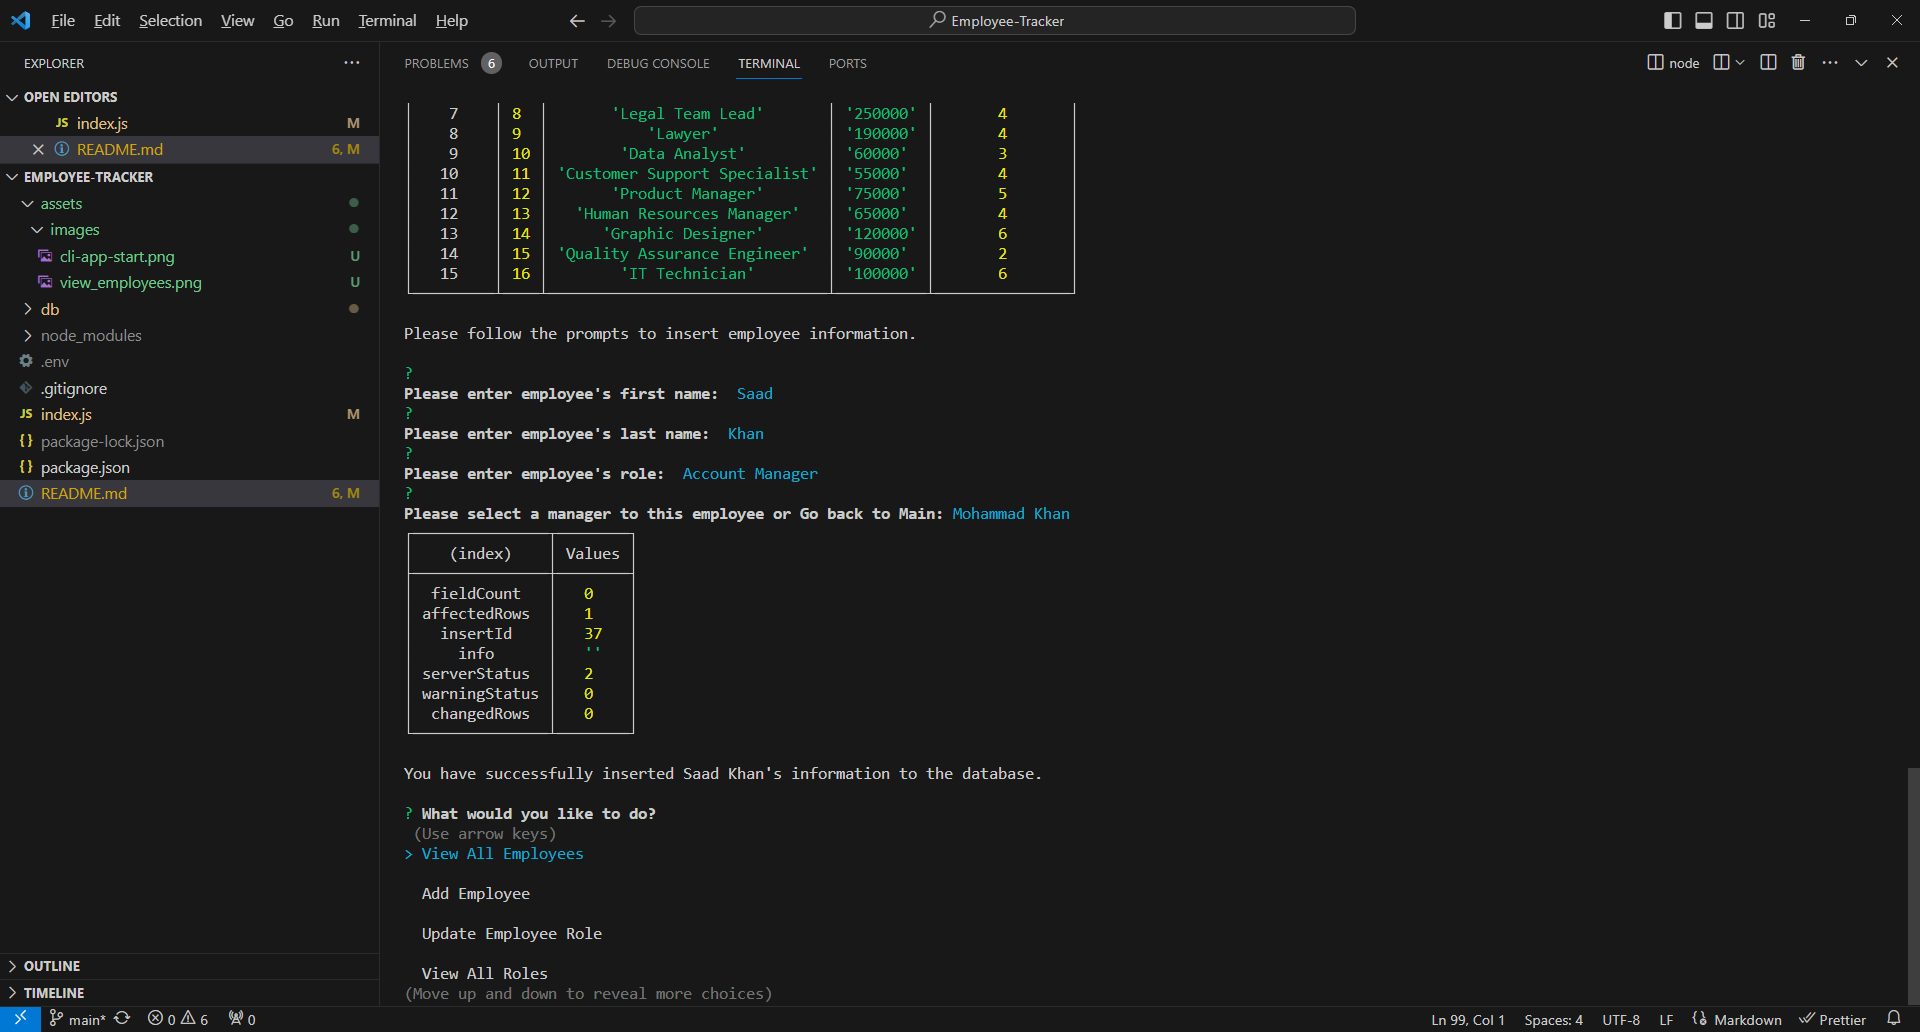 File Edit Selection View Go Run Terminal Help
Employee-Tracker
EXPLORER
OPEN EDITORS
JS index.js M
README.md 6, M
EMPLOYEE-TRACKER
assets
images
cli-app-start.png U
view_employees.png U
db
node_modules
.env
.gitignore
JS index.js M
{} package-lock.json
{} package.json
README.md 6, M
OUTLINE
TIMELINE
PROBLEMS 6 OUTPUT DEBUG CONSOLE TERMINAL PORTS
node
7 8 'Legal Team Lead' '250000' 4
8 9 'Lawyer' '190000' 4
9 10 'Data Analyst' '60000' 3
10 11 'Customer Support Specialist' '55000' 4
11 12 'Product Manager' '75000' 5
12 13 'Human Resources Manager' '65000' 4
13 14 'Graphic Designer' '120000' 6
14 15 'Quality Assurance Engineer' '90000' 2
15 16 'IT Technician' '100000' 6
Please follow the prompts to insert employee information.
?
Please enter employee's first name: Saad
?
Please enter employee's last name: Khan
?
Please enter employee's role: Account Manager
?
Please select a manager to this employee or Go back to Main: Mohammad Khan
(index) Values
fieldCount 0
affectedRows 1
insertId 37
info ''
serverStatus 2
warningStatus 0
changedRows 0
You have successfully inserted Saad Khan's information to the database.
? What would you like to do?
(Use arrow keys)
> View All Employees
Add Employee
Update Employee Role
View All Roles
(Move up and down to reveal more choices)
main* 0 6 0
Ln 99, Col 1 Spaces: 4 UTF-8 LF Markdown Prettier